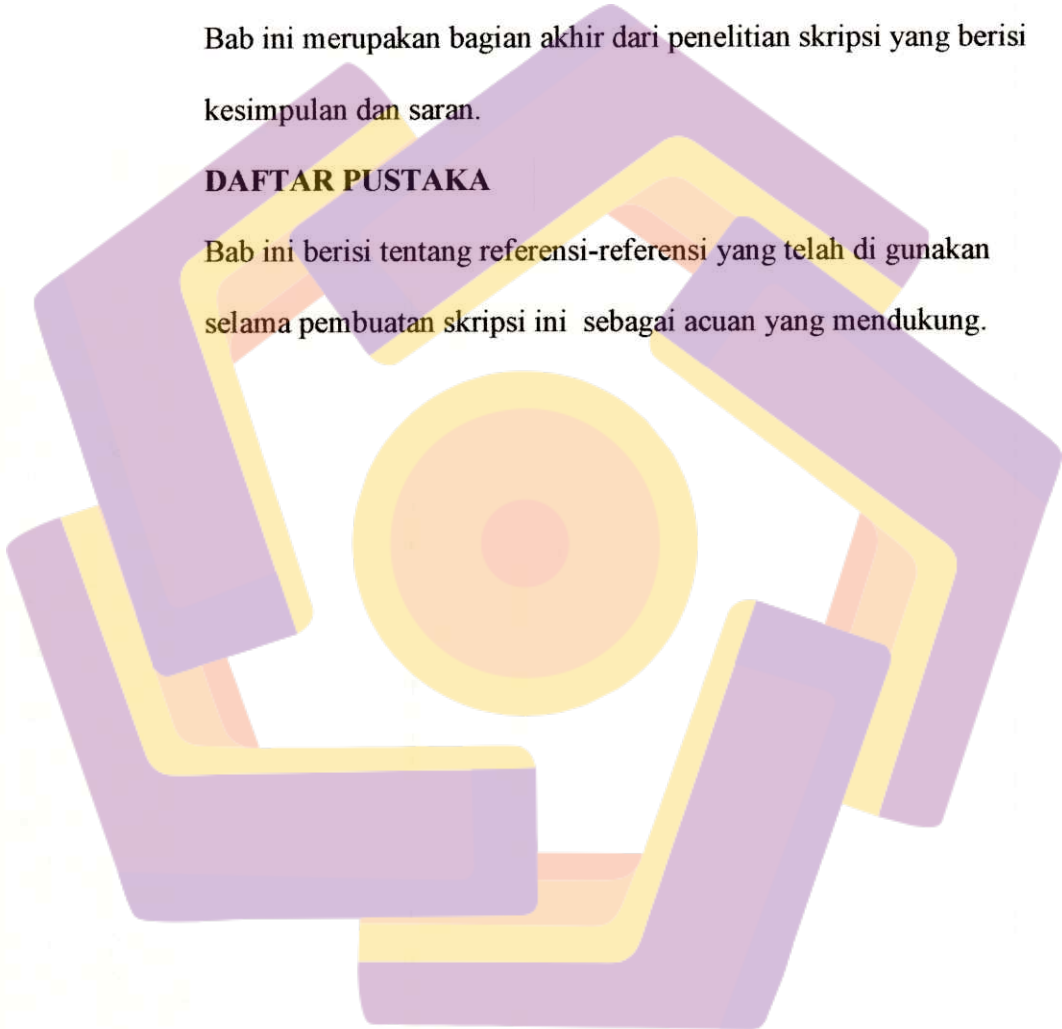 Bab ini merupakan bagian akhir dari penelitian skripsi yang berisi
kesimpulan dan saran.
DAFTAR PUSTAKA
Bab ini berisi tentang referensi-referensi yang telah di gunakan
selama pembuatan skripsi ini sebagai acuan yang mendukung.